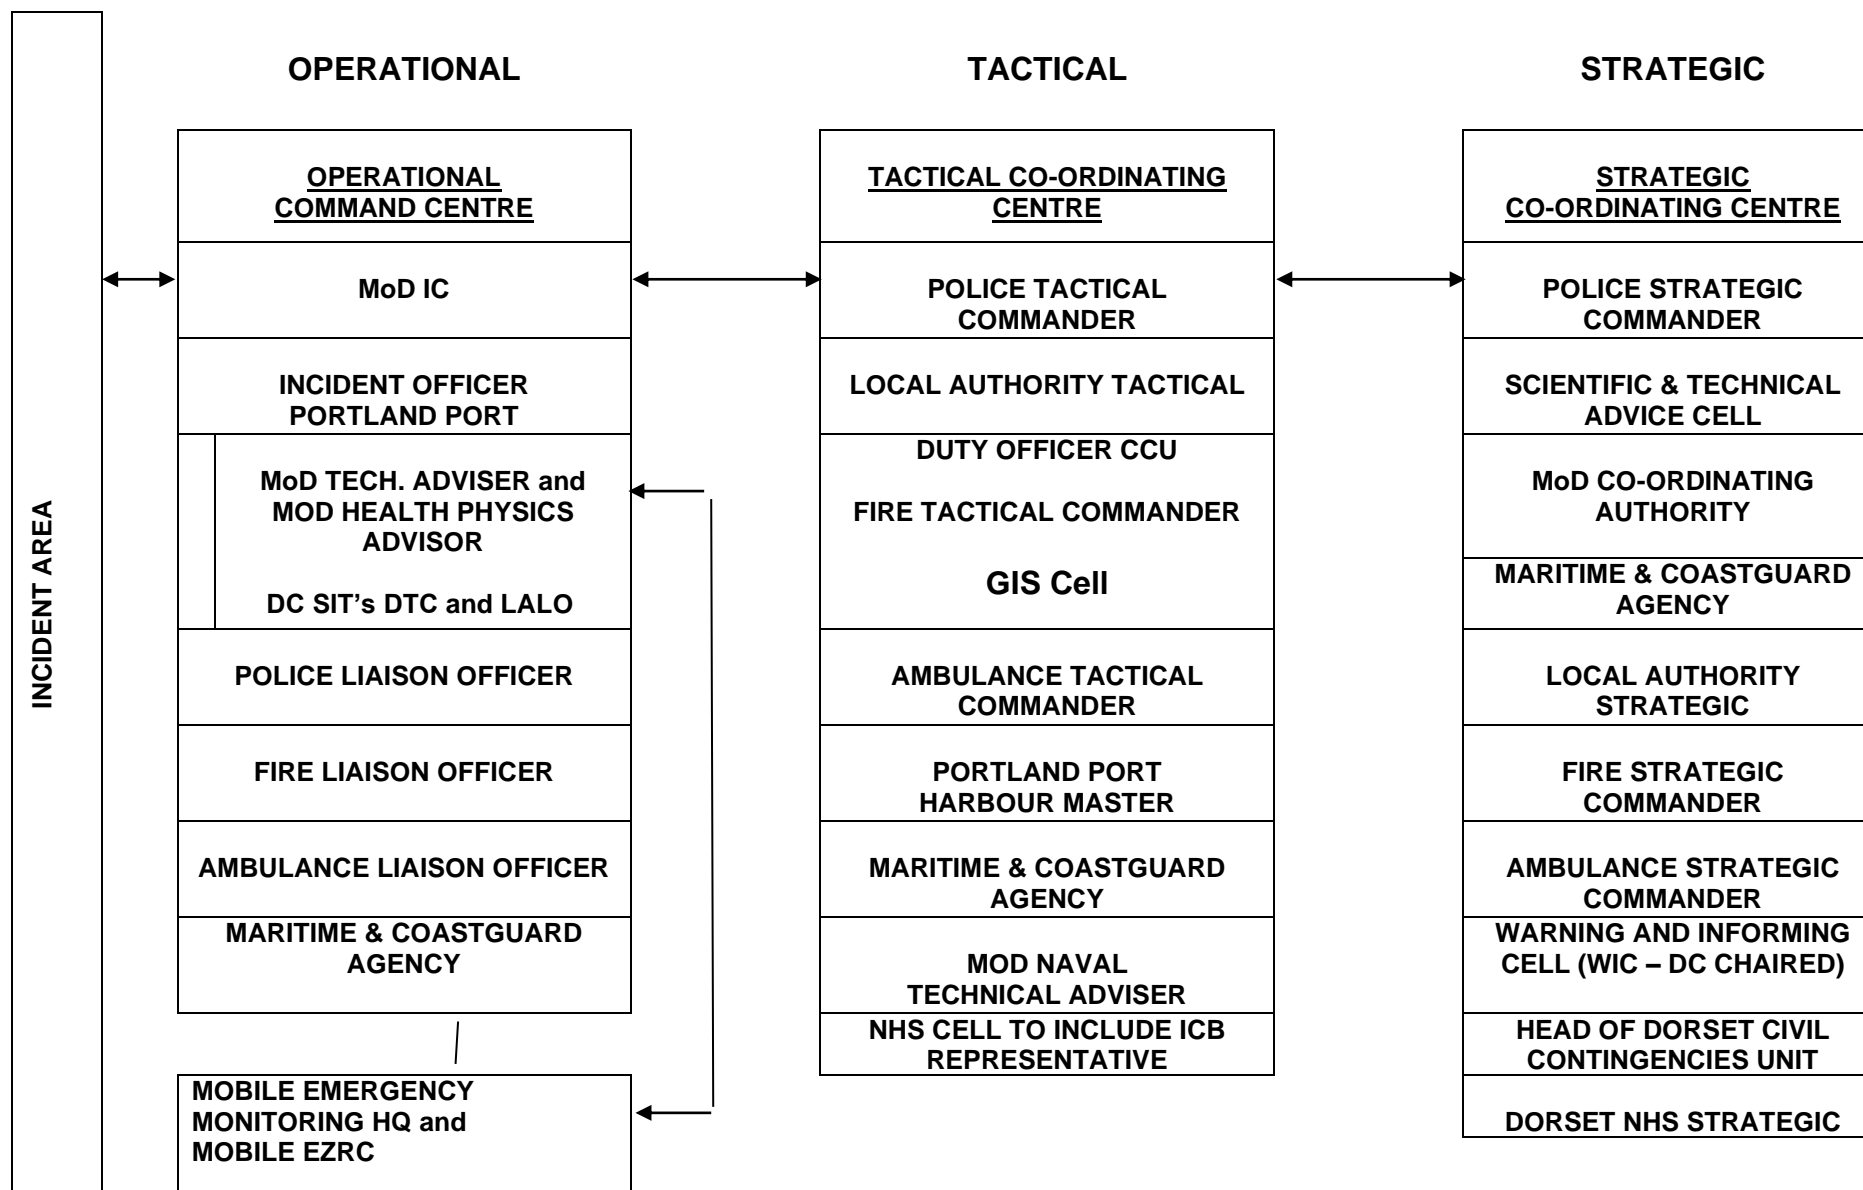 INCIDENT AREA
OPERATIONAL
OPERATIONAL
COMMAND CENTRE
MoD IC
INCIDENT OFFICER
PORTLAND PORT
MoD TECH. ADVISER and
MOD HEALTH PHYSICS
ADVISOR
DC SIT’s DTC and LALO
POLICE LIAISON OFFICER
FIRE LIAISON OFFICER
AMBULANCE LIAISON OFFICER
MARITIME & COASTGUARD
AGENCY
MOBILE EMERGENCY
MONITORING HQ and
MOBILE EZRC
TACTICAL
TACTICAL CO-ORDINATING
CENTRE
POLICE TACTICAL
COMMANDER
LOCAL AUTHORITY TACTICAL
DUTY OFFICER CCU
FIRE TACTICAL COMMANDER
GIS Cell
AMBULANCE TACTICAL
COMMANDER
PORTLAND PORT
HARBOUR MASTER
MARITIME & COASTGUARD
AGENCY
MOD NAVAL
TECHNICAL ADVISER
NHS CELL TO INCLUDE ICB
REPRESENTATIVE
STRATEGIC
STRATEGIC
CO-ORDINATING CENTRE
POLICE STRATEGIC
COMMANDER
SCIENTIFIC & TECHNICAL
ADVICE CELL
MoD CO-ORDINATING
AUTHORITY
MARITIME & COASTGUARD
AGENCY
LOCAL AUTHORITY
STRATEGIC
FIRE STRATEGIC
COMMANDER
AMBULANCE STRATEGIC
COMMANDER
WARNING AND INFORMING
CELL (WIC – DC CHAIRED)
HEAD OF DORSET CIVIL
CONTINGENCIES UNIT
DORSET NHS STRATEGIC